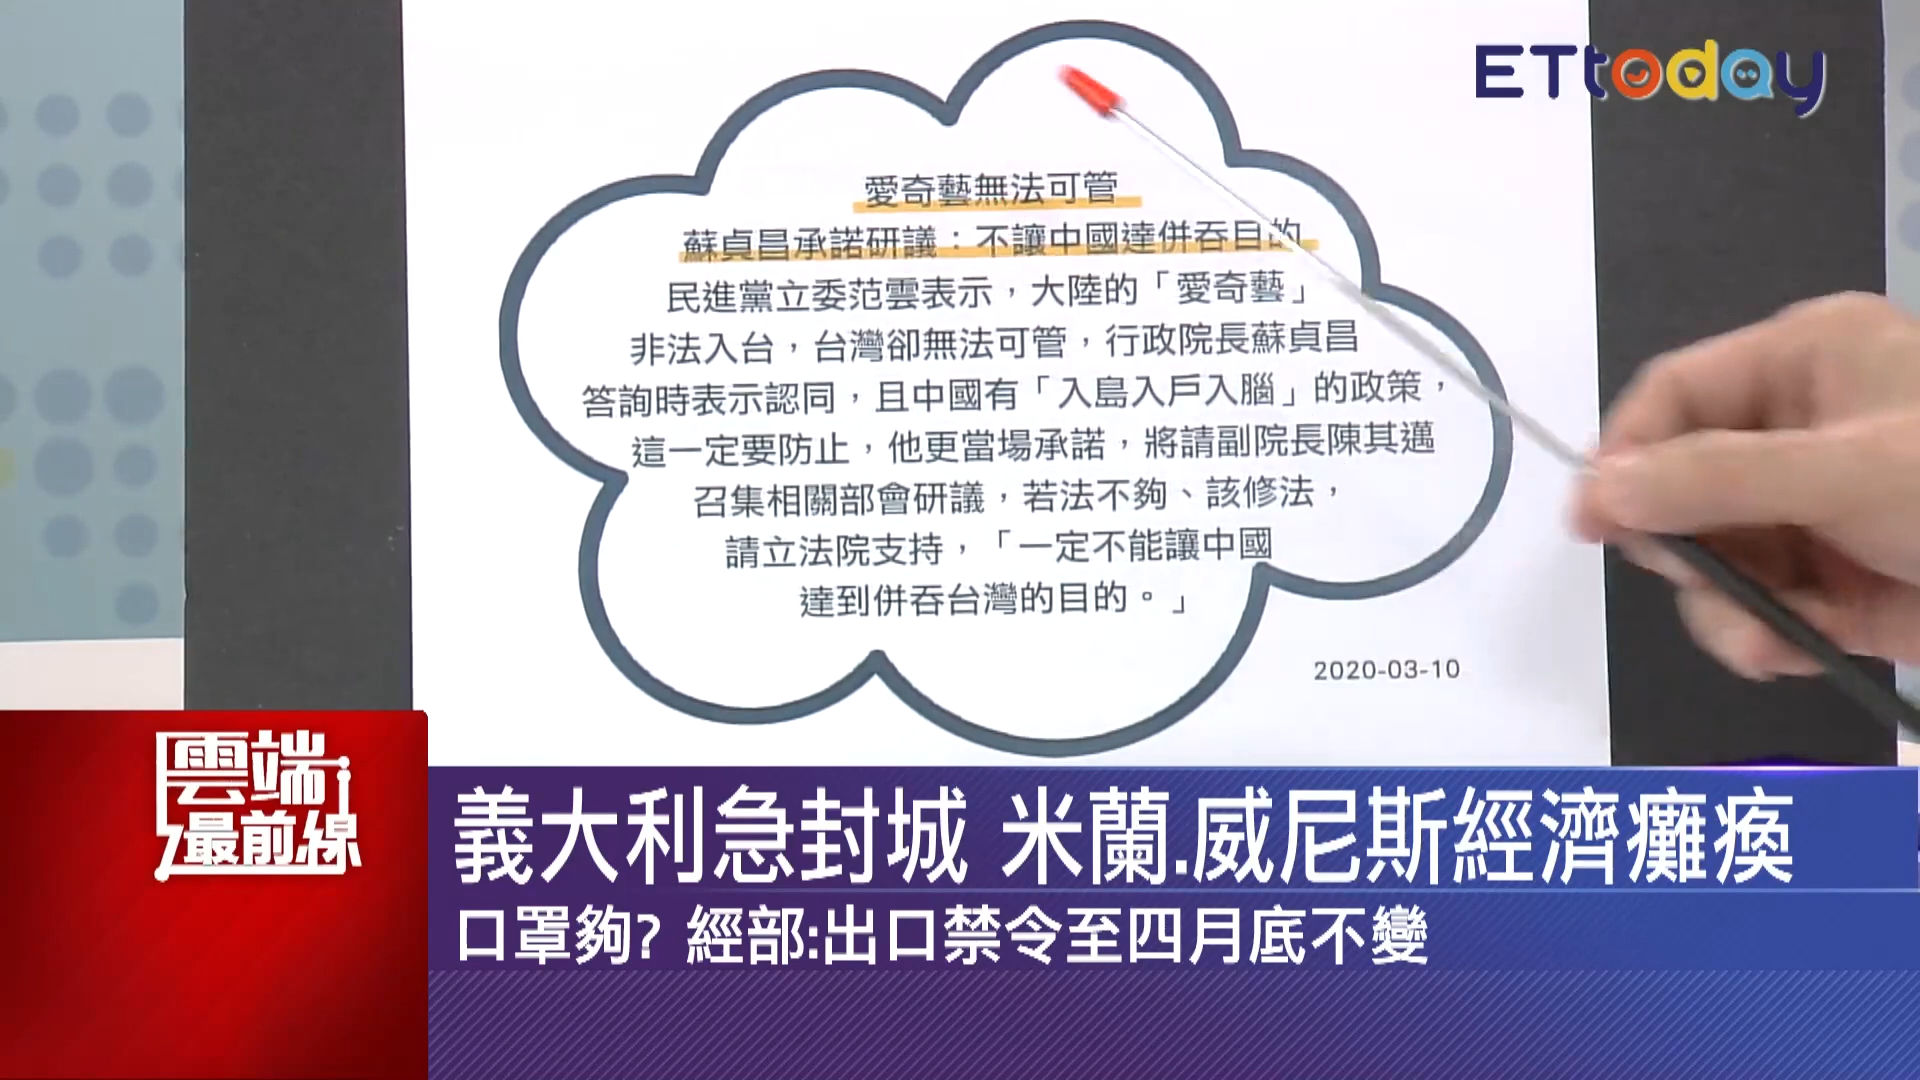 ETtoday
愛奇藝無法可管
蘇貞昌承諾研議：不讓中國達併吞目的
民進黨立委范雲表示，大陸的「愛奇藝」
非法入台，台灣卻無法可管，行政院長蘇貞昌
答詢時表示認同，且中國有「入島入戶入腦」的政策，
這一定要防止，他更當場承諾，將請副院長陳其邁
召集相關部會研議，若法不夠、該修法，
請立法院支持，「一定不能讓中國
達到併吞台灣的目的。」
2020-03-10
雲端
最前線
義大利急封城 米蘭.威尼斯經濟癱瘓
口罩夠? 經部:出口禁令至四月底不變